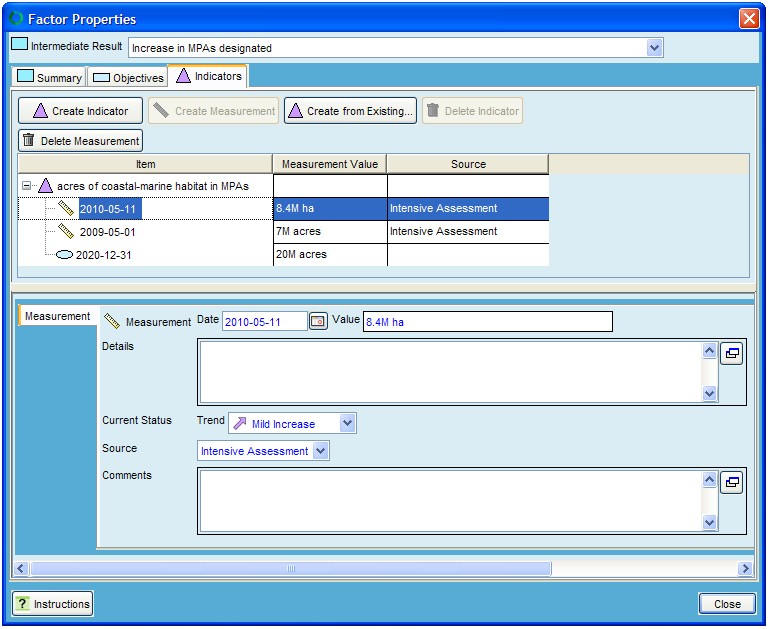 Factor Properties
Intermediate Result Increase in MPAs designated
Summary Objectives Indicators
Create Indicator Create Measurement Create from Existing... Delete Indicator
Delete Measurement
Item Measurement Value Source
acres of coastal-marine habitat in MPAs
2010-05-11 8.4M ha Intensive Assessment
2009-05-01 7M acres Intensive Assessment
2020-12-31 20M acres
Measurement Measurement Date 2010-05-11 Value 8.4M ha
Details
Current Status Trend Mild Increase
Source Intensive Assessment
Comments
? Instructions Close